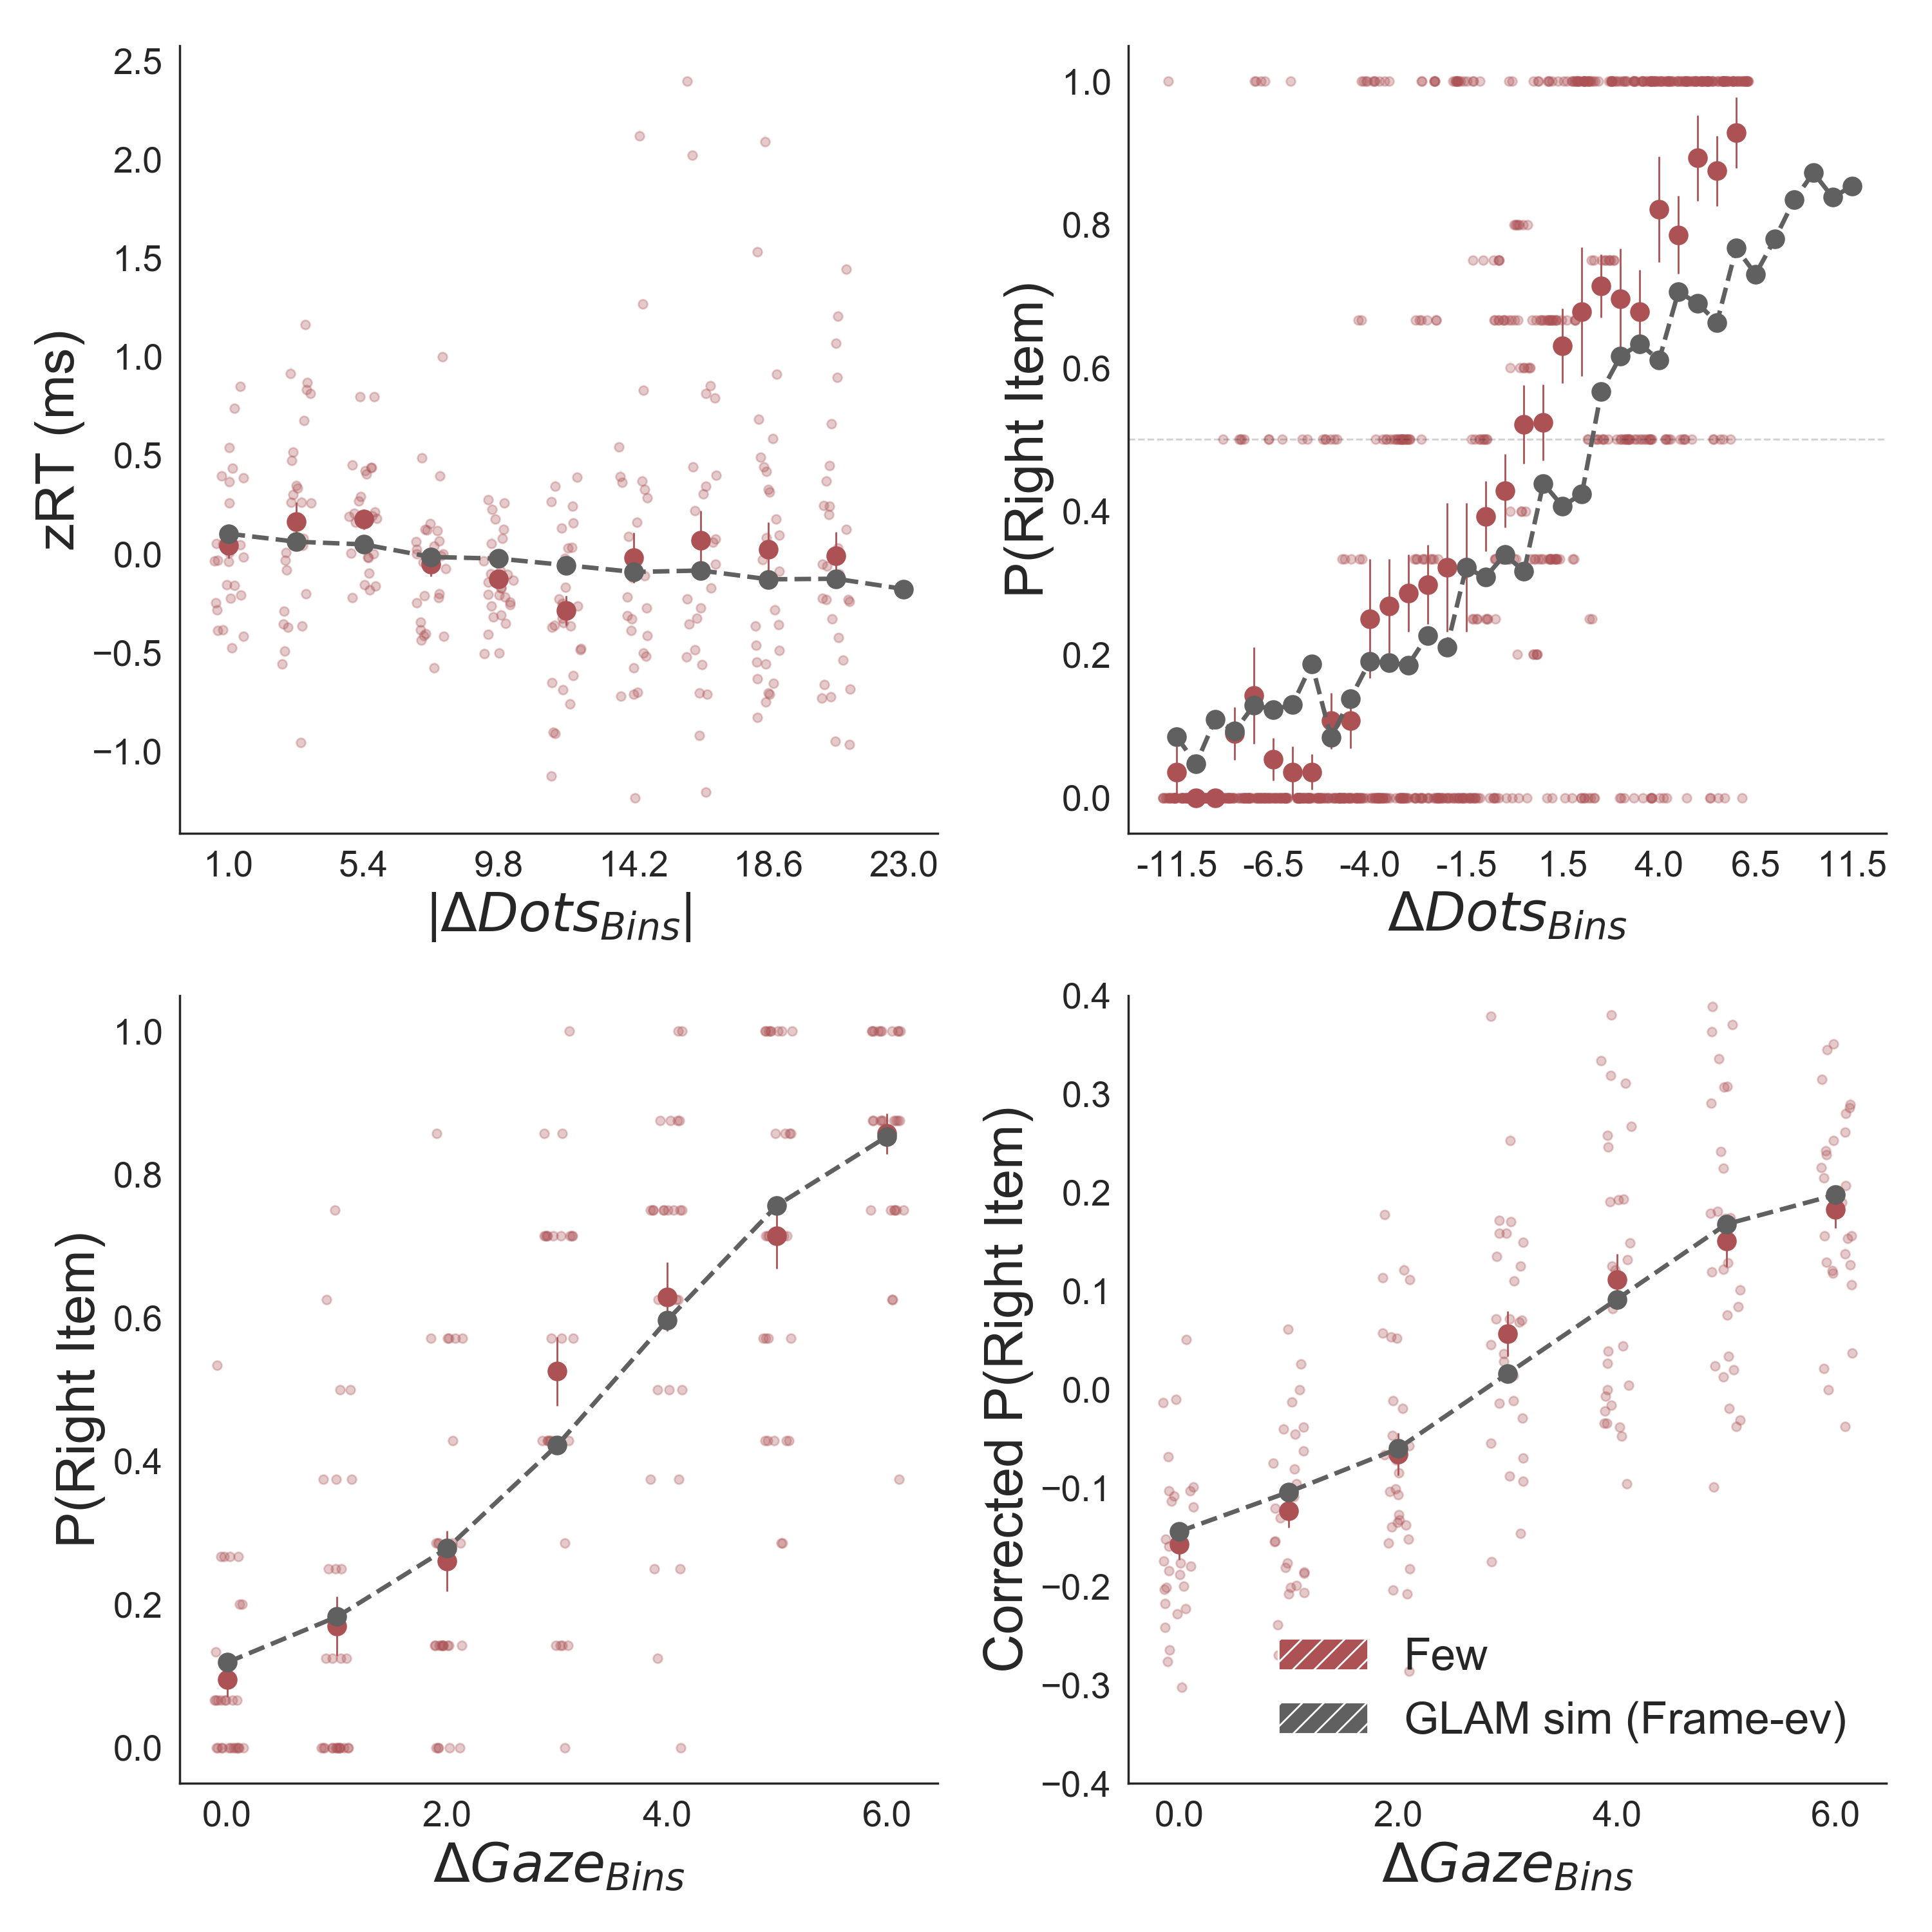 2.5
2.0
1.5
1.0
0.5
0.0
−0.5
−1.0
zRT (ms)
1.0 5.4 9.8 14.2 18.6 23.0
|ΔDots_Bins|
1.0
0.8
0.6
0.4
0.2
0.0
P(Right Item)
-11.5 -6.5 -4.0 -1.5 1.5 4.0 6.5 11.5
ΔDots_Bins
1.0
0.8
0.6
0.4
0.2
0.0
P(Right Item)
0.0 2.0 4.0 6.0
ΔGaze_Bins
0.4
0.3
0.2
0.1
0.0
−0.1
−0.2
−0.3
−0.4
Corrected P(Right Item)
Few
GLAM sim (Frame-ev)
0.0 2.0 4.0 6.0
ΔGaze_Bins